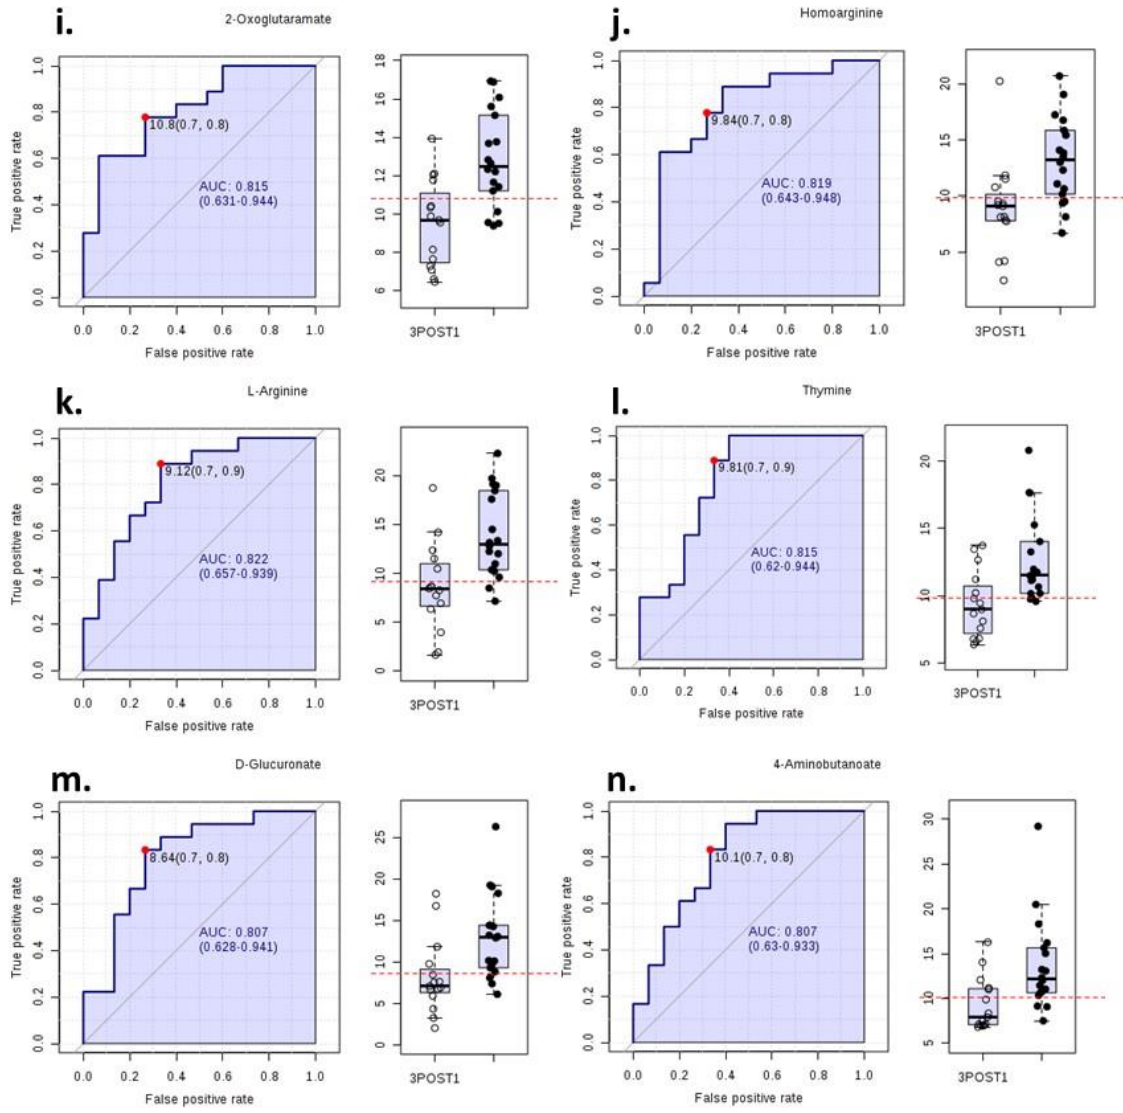 i.
2-Oxoglutaramate
True positive rate
0.0 0.2 0.4 0.6 0.8 1.0
10.8(0.7, 0.8)
AUC: 0.815
(0.631-0.944)
0.0 0.2 0.4 0.6 0.8 1.0
False positive rate
6 8 10 12 14 16 18
3POST1
j.
Homoarginine
True positive rate
0.0 0.2 0.4 0.6 0.8 1.0
9.84(0.7, 0.8)
AUC: 0.819
(0.643-0.948)
0.0 0.2 0.4 0.6 0.8 1.0
False positive rate
5 10 15 20
3POST1
k.
L-Arginine
True positive rate
0.0 0.2 0.4 0.6 0.8 1.0
9.12(0.7, 0.9)
AUC: 0.822
(0.657-0.939)
0.0 0.2 0.4 0.6 0.8 1.0
False positive rate
0 5 10 15 20
3POST1
l.
Thymine
True positive rate
0.0 0.2 0.4 0.6 0.8 1.0
9.81(0.7, 0.9)
AUC: 0.815
(0.62-0.944)
0.0 0.2 0.4 0.6 0.8 1.0
False positive rate
5 10 15 20
3POST1
m.
D-Glucuronate
True positive rate
0.0 0.2 0.4 0.6 0.8 1.0
8.64(0.7, 0.8)
AUC: 0.807
(0.628-0.941)
0.0 0.2 0.4 0.6 0.8 1.0
False positive rate
0 5 10 15 20 25
3POST1
n.
4-Aminobutanoate
True positive rate
0.0 0.2 0.4 0.6 0.8 1.0
10.1(0.7, 0.8)
AUC: 0.807
(0.63-0.933)
0.0 0.2 0.4 0.6 0.8 1.0
False positive rate
5 10 15 20 25 30
3POST1